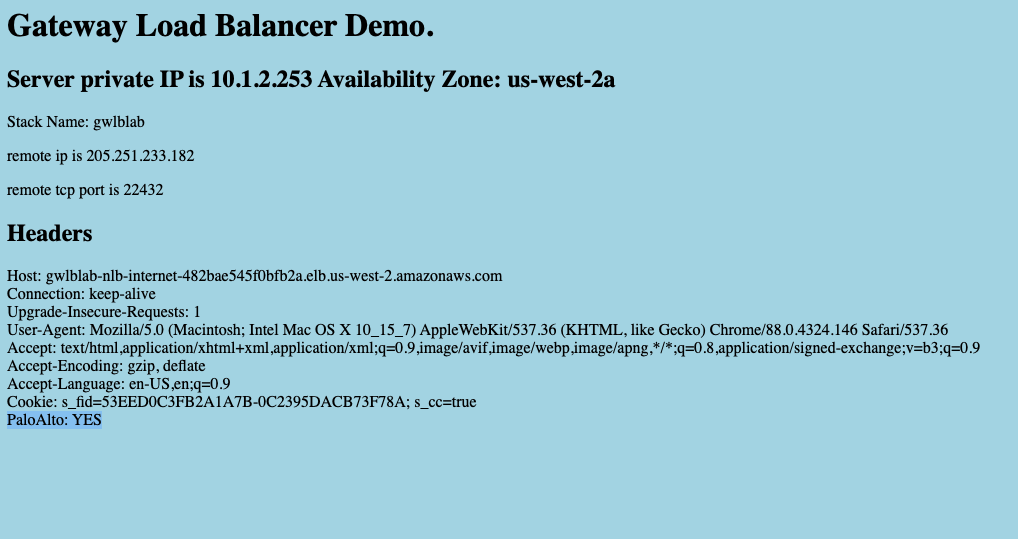 Gateway Load Balancer Demo.
Server private IP is 10.1.2.253 Availability Zone: us-west-2a
Stack Name: gwlblab
remote ip is 205.251.233.182
remote tcp port is 22432
Headers
Host: gwlblab-nlb-internet-482bae545f0bfb2a.elb.us-west-2.amazonaws.com
Connection: keep-alive
Upgrade-Insecure-Requests: 1
User-Agent: Mozilla/5.0 (Macintosh; Intel Mac OS X 10_15_7) AppleWebKit/537.36 (KHTML, like Gecko) Chrome/88.0.4324.146 Safari/537.36
Accept: text/html,application/xhtml+xml,application/xml;q=0.9,image/avif,image/webp,image/apng,*/*;q=0.8,application/signed-exchange;v=b3;q=0.9
Accept-Encoding: gzip, deflate
Accept-Language: en-US,en;q=0.9
Cookie: s_fid=53EED0C3FB2A1A7B-0C2395DACB73F78A; s_cc=true
PaloAlto: YES